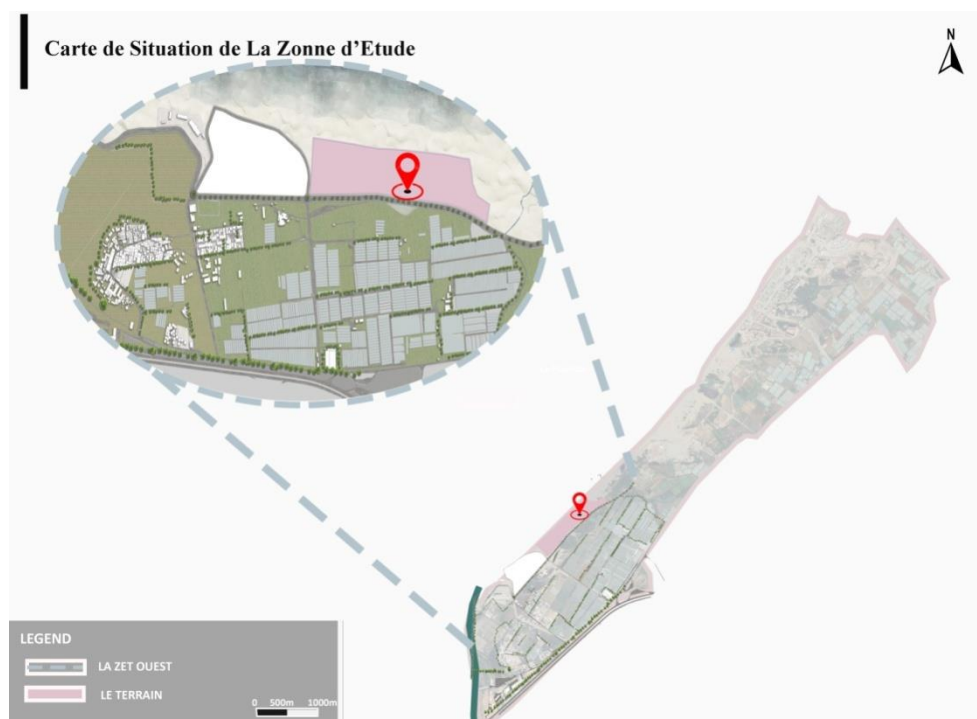 Carte de Situation de La Zonne d’Etude
N
LEGEND
LA ZET OUEST
LE TERRAIN
0 500m 1000m